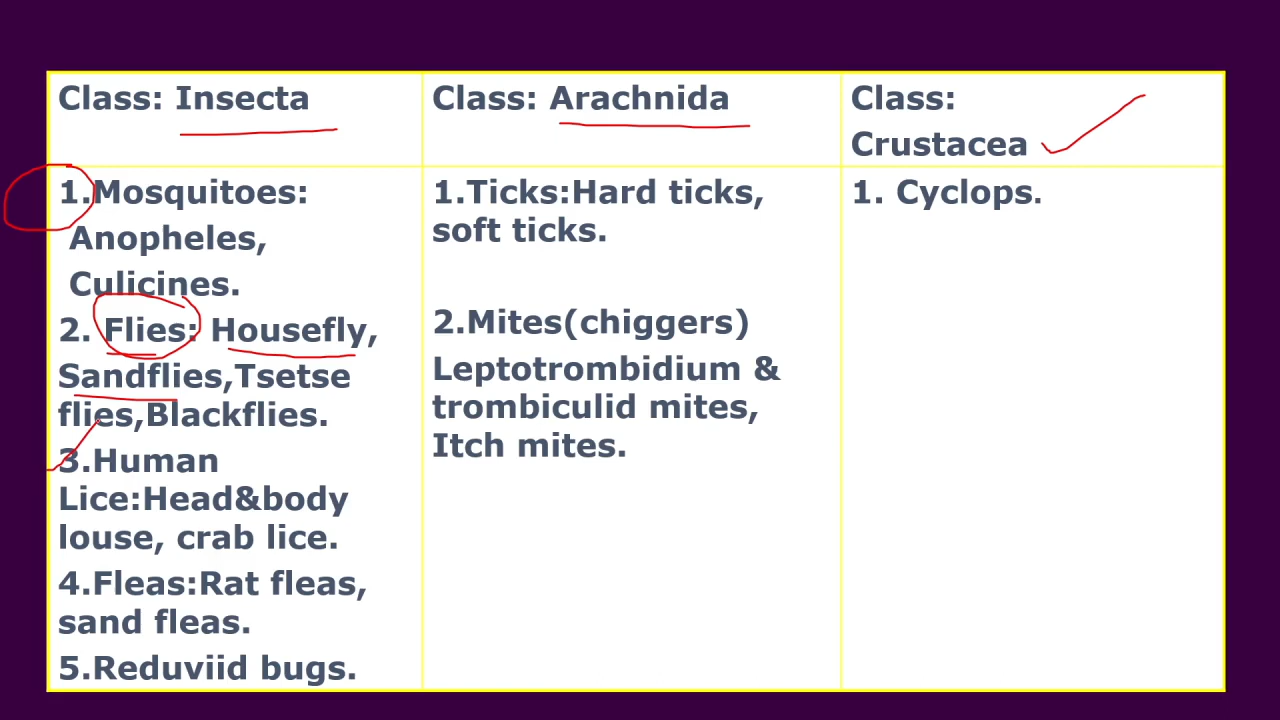 Class: Insecta
Class: Arachnida
Class:
Crustacea
1.Mosquitoes:
Anopheles,
Culicines.
2. Flies: Housefly,
Sandflies,Tsetse
flies,Blackflies.
3.Human
Lice:Head&body
louse, crab lice.
4.Fleas:Rat fleas,
sand fleas.
5.Reduviid bugs.
1.Ticks:Hard ticks,
soft ticks.
2.Mites(chiggers)
Leptotrombidium &
trombiculid mites,
Itch mites.
1. Cyclops.